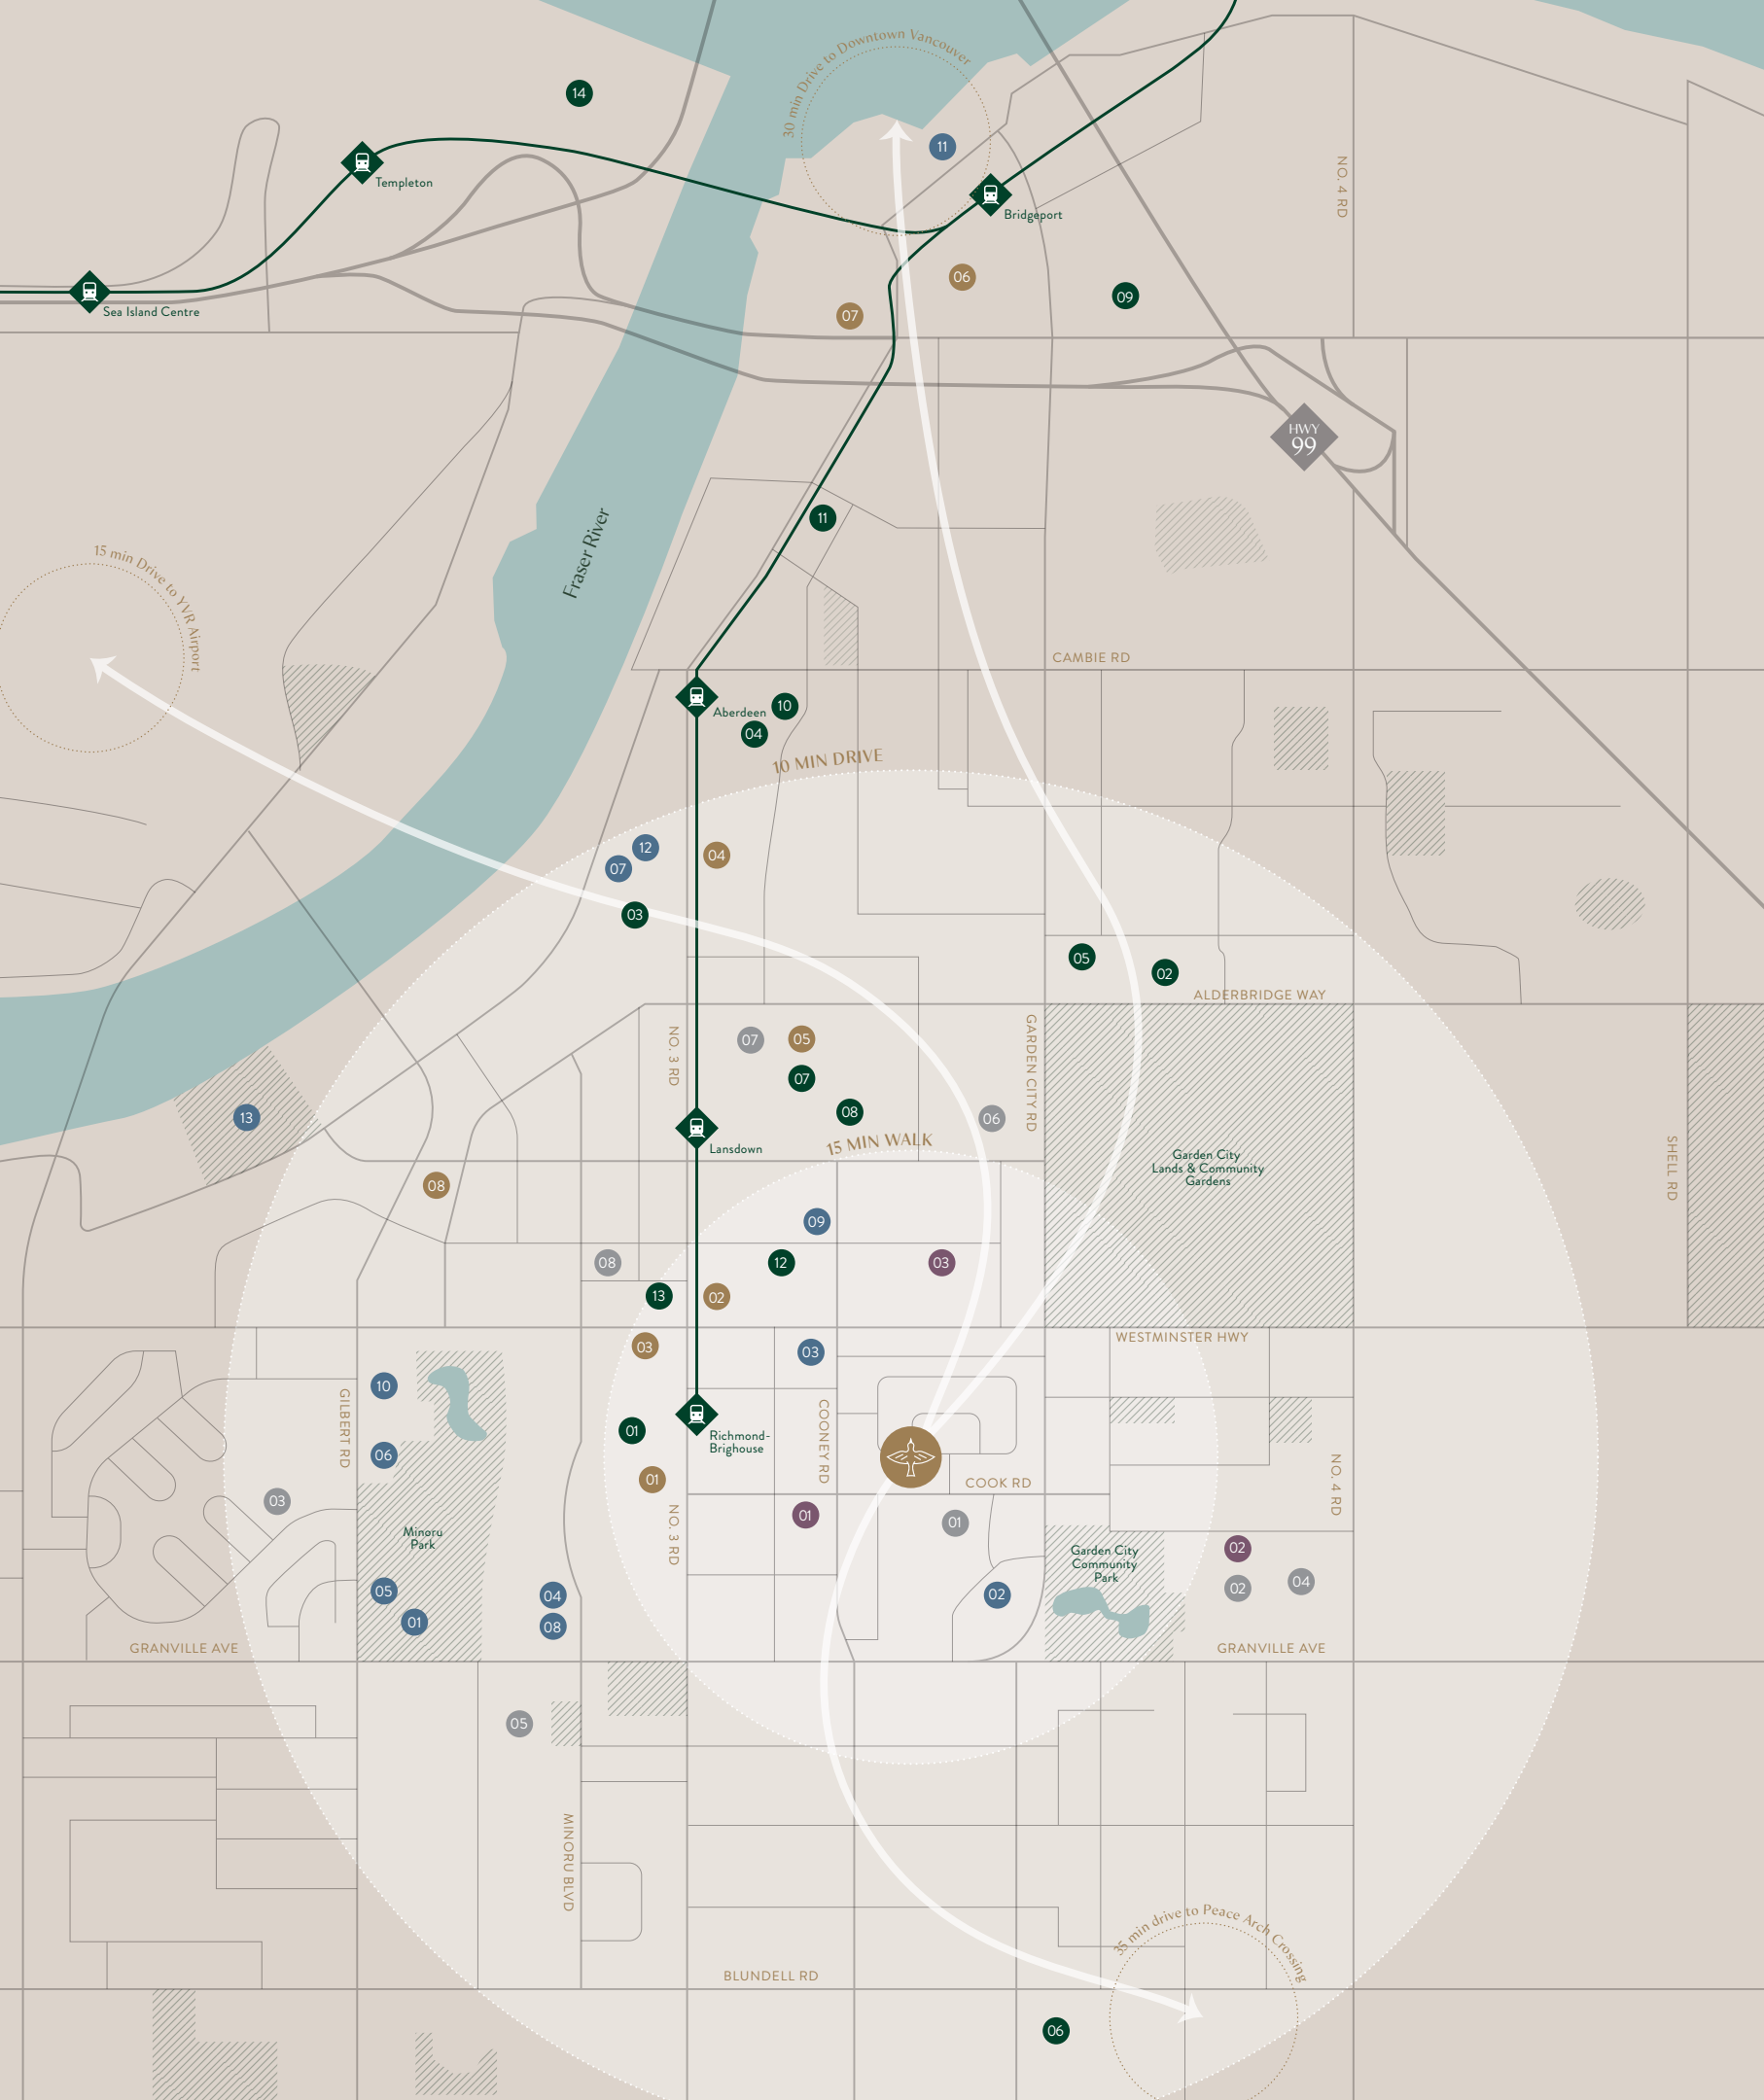 30 min Drive to Downtown Vancouver
14
11
Templeton
NO. 4 RD
Bridgeport
06
09
Sea Island Centre
07
HWY
99
11
Fraser River
15 min Drive to YVR Airport
CAMBIE RD
Aberdeen
10
04
10 MIN DRIVE
12
04
07
03
05
02
ALDERBRIDGE WAY
NO. 3 RD
07
05
GARDEN CITY RD
07
13
08
06
Lansdown
15 MIN WALK
Garden City
Lands & Community
Gardens
SHELL RD
08
09
08
12
03
13
02
WESTMINSTER HWY
03
03
10
GILBERT RD
01
Richmond-
Brighouse
COONEY RD
06
01
COOK RD
NO. 4 RD
03
NO. 3 RD
01
01
Minoru
Park
Garden City
Community
Park
02
05
04
02
02
04
01
08
GRANVILLE AVE
GRANVILLE AVE
05
MINORU BLVD
35 min drive to Peace Arch Crossing
BLUNDELL RD
06